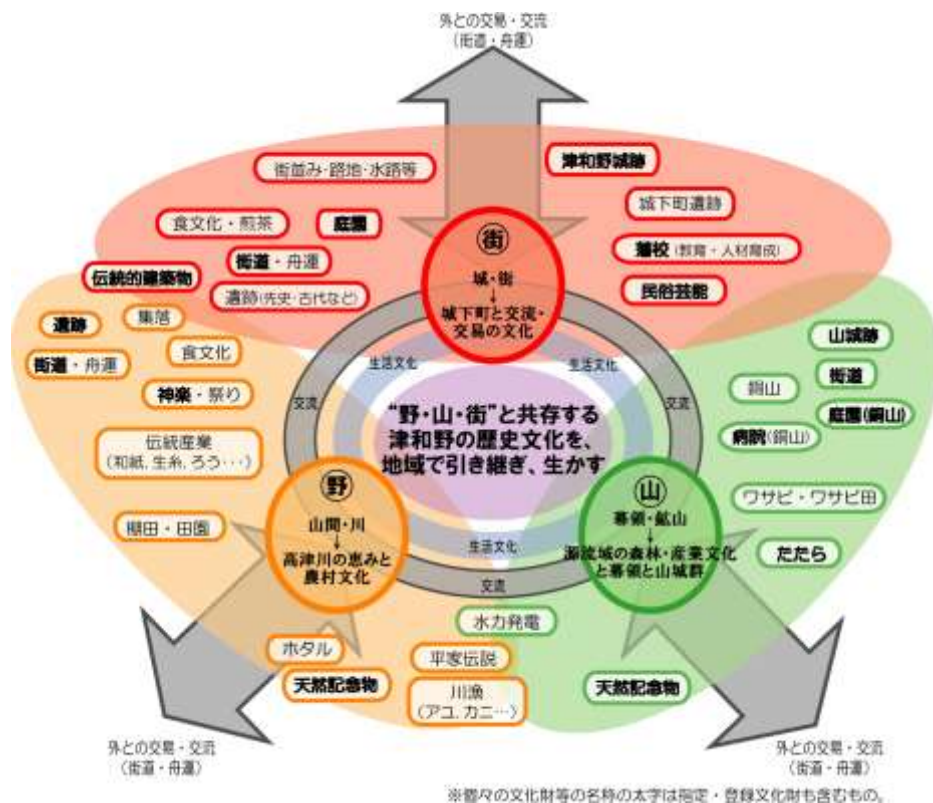 外との交易・交流
(街道・舟運)
街並み・路地・水路等
津和野城跡
城下町遺跡
食文化・煎茶
庭園
街道・舟運
藩校(教育・人材育成)
伝統的建築物
遺跡(先史・古代など)
民俗芸能
街
城・街
→
城下町と交流・
交易の文化
遺跡
集落
街道・舟運
食文化
神楽・祭り
伝統産業
(和紙、生糸、ろう・・・)
棚田・田園
山城跡
街道
銅山
庭園(銅山)
病院(銅山)
ワサビ・ワサビ田
たたら
生活文化
生活文化
交流
交流
“野・山・街”と共存する
津和野の歴史文化を、
地域で引き継ぎ、生かす
野
山間・川
→
高津川の恵みと
農村文化
山
幕領・鉱山
→
源流域の森林・産業文化
と幕領と山城群
生活文化
交流
水力発電
ホタル
天然記念物
平家伝説
川漁
(アユ、カニ…)
天然記念物
外との交易・交流
(街道・舟運)
外との交易・交流
(街道・舟運)
※個々の文化財等の名称の太字は指定・登録文化財も含むもの。